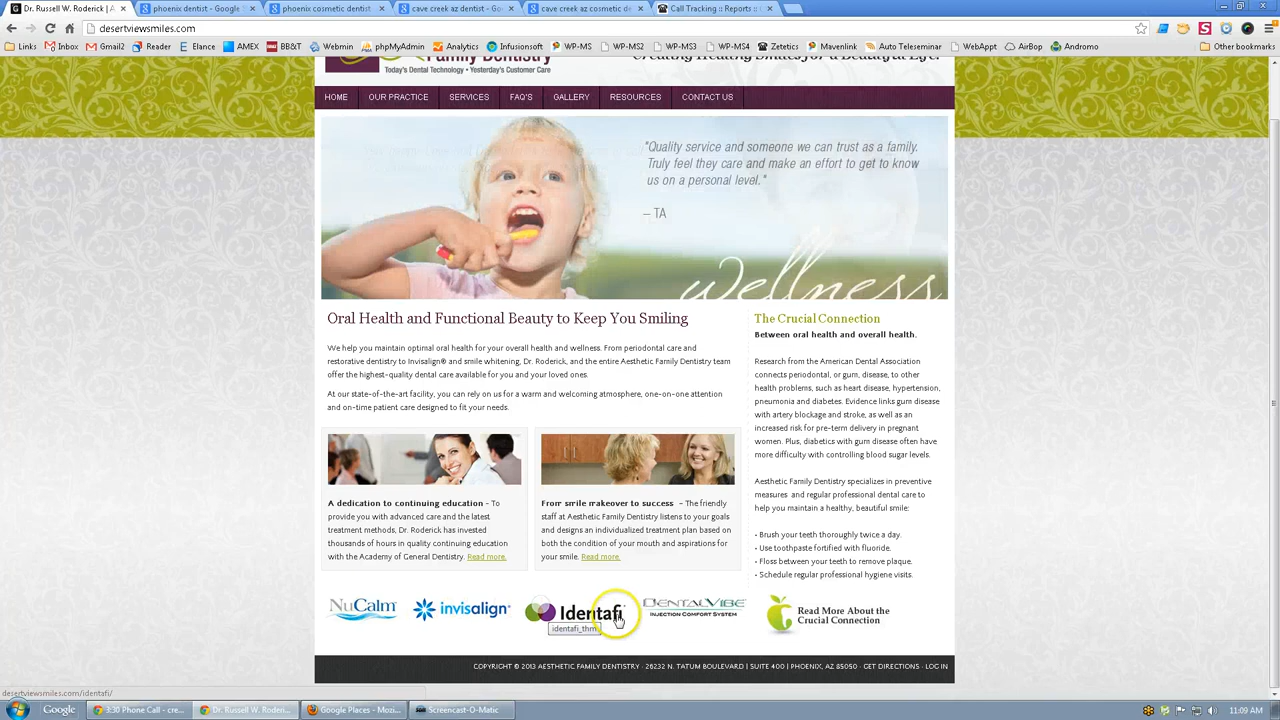 Dr. Russell W. Roderick | A
phoenix dentist - Google S
phoenix cosmetic dentist
cave creek az dentist - Go
cave creek az cosmetic de
Call Tracking :: Reports ::
desertviewsmiles.com
Links
Inbox
Gmail2
Reader
Elance
AMEX
BB&T
Webmin
phpMyAdmin
Analytics
Infusionsoft
WP-MS
WP-MS2
WP-MS3
WP-MS4
Zetetics
Mavenlink
Auto Teleseminar
WebAppt
AirBop
Andromo
Other bookmarks
Family Dentistry
Creating Healthy Smiles for a Beautiful Life!
Today's Dental Technology • Yesterday's Customer Care
HOME
OUR PRACTICE
SERVICES
FAQ'S
GALLERY
RESOURCES
CONTACT US
"Quality service and someone we can trust as a family.
Truly feel they care and make an effort to get to know
us on a personal level."
– TA
wellness
Oral Health and Functional Beauty to Keep You Smiling
We help you maintain optimal oral health for your overall health and wellness. From periodontal care and
restorative dentistry to Invisalign® and smile whitening, Dr. Roderick, and the entire Aesthetic Family Dentistry team
offer the highest-quality dental care available for you and your loved ones.
At our state-of-the-art facility, you can rely on us for a warm and welcoming atmosphere, one-on-one attention
and on-time patient care designed to fit your needs.
A dedication to continuing education - To
provide you with advanced care and the latest
treatment methods, Dr. Roderick has invested
thousands of hours in quality continuing education
with the Academy of General Dentistry. Read more.
From smile makeover to success - The friendly
staff at Aesthetic Family Dentistry listens to your goals
and designs an individualized treatment plan based on
both the condition of your mouth and aspirations for
your smile. Read more.
The Crucial Connection
Between oral health and overall health.
Research from the American Dental Association
connects periodontal, or gum, disease, to other
health problems, such as heart disease, hypertension,
pneumonia and diabetes. Evidence links gum disease
with artery blockage and stroke, as well as an
increased risk for pre-term delivery in pregnant
women. Plus, diabetics with gum disease often have
more difficulty with controlling blood sugar levels.
Aesthetic Family Dentistry specializes in preventive
measures and regular professional dental care to
help you maintain a healthy, beautiful smile:
• Brush your teeth thoroughly twice a day.
• Use toothpaste fortified with fluoride.
• Floss between your teeth to remove plaque.
• Schedule regular professional hygiene visits.
NuCalm
invisalign
Identafi
DENTALVIBE
INJECTION COMFORT SYSTEM
Read More About the
Crucial Connection
identafi_thm
COPYRIGHT © 2013 AESTHETIC FAMILY DENTISTRY · 26232 N. TATUM BOULEVARD | SUITE 400 | PHOENIX, AZ 85050 · GET DIRECTIONS · LOG IN
desertviewsmiles.com/identafi/
Google
3:30 Phone Call - cre...
Dr. Russell W. Roderi...
Google Places - Mozi...
Screencast-O-Matic
11:09 AM